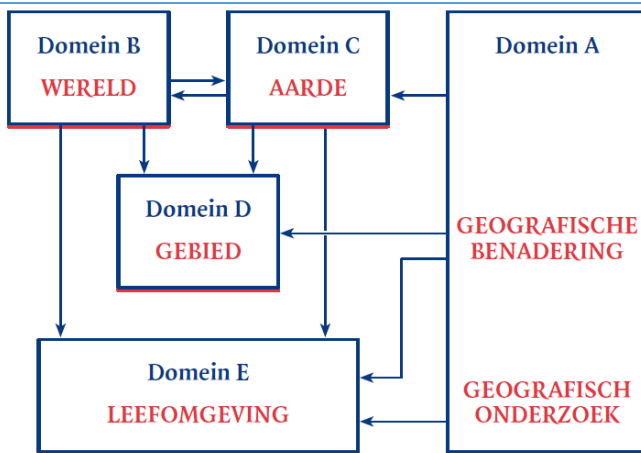 Domein B
WERELD
Domein C
AARDE
Domein A
Domein D
GEBIED
GEOGRAFISCHE
BENADERING
Domein E
LEEFOMGEVING
GEOGRAFISCH
ONDERZOEK